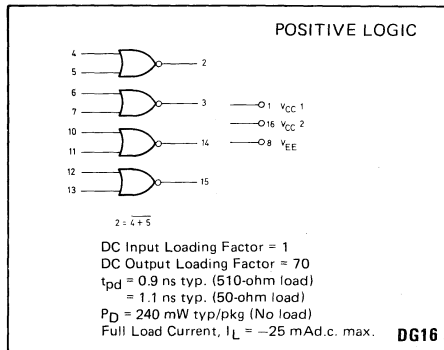 POSITIVE LOGIC
4
5
2
6
7
3
1 VCC 1
16 VCC 2
8 VEE
10
11
14
12
13
15
2 = 4+5
DC Input Loading Factor = 1
DC Output Loading Factor = 70
tpd = 0.9 ns typ. (510-ohm load)
= 1.1 ns typ. (50-ohm load)
PD = 240 mW typ/pkg (No load)
Full Load Current, IL = −25 mAd.c. max.
DG16